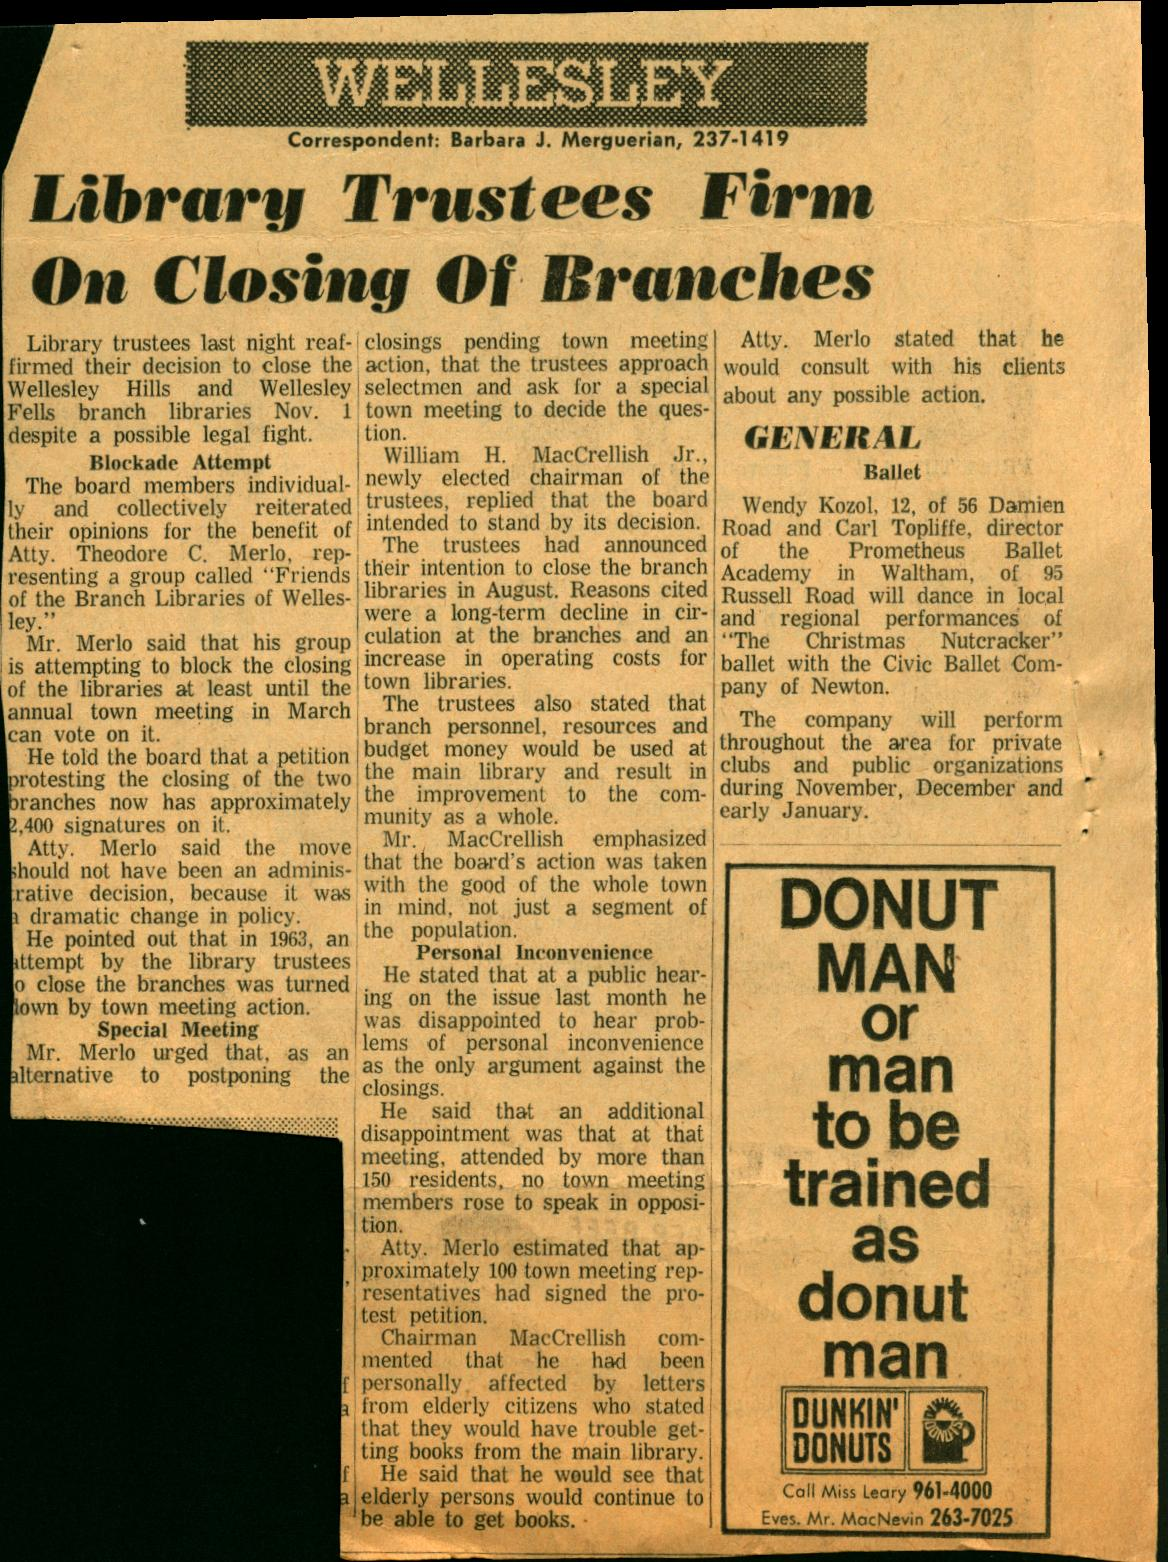 WELLESLEY
Correspondent: Barbara J. Merguerian, 237-1419
Library Trustees Firm
On Closing Of Branches
Library trustees last night reaf-
firmed their decision to close the
Wellesley Hills and Wellesley
Fells branch libraries Nov. 1
despite a possible legal fight.
Blockade Attempt
The board members individual-
ly and collectively reiterated
their opinions for the benefit of
Atty. Theodore C. Merlo, rep-
resenting a group called "Friends
of the Branch Libraries of Welles-
ley."
Mr. Merlo said that his group
is attempting to block the closing
of the libraries at least until the
annual town meeting in March
can vote on it.
He told the board that a petition
protesting the closing of the two
branches now has approximately
2,400 signatures on it.
Atty. Merlo said the move
should not have been an adminis-
trative decision, because it was
a dramatic change in policy.
He pointed out that in 1963, an
attempt by the library trustees
o close the branches was turned
down by town meeting action.
Special Meeting
Mr. Merlo urged that, as an
alternative to postponing the
closings pending town meeting
action, that the trustees approach
selectmen and ask for a special
town meeting to decide the ques-
tion.
William H. MacCrellish Jr.,
newly elected chairman of the
trustees, replied that the board
intended to stand by its decision.
The trustees had announced
their intention to close the branch
libraries in August. Reasons cited
were a long-term decline in cir-
culation at the branches and an
increase in operating costs for
town libraries.
The trustees also stated that
branch personnel, resources and
budget money would be used at
the main library and result in
the improvement to the com-
munity as a whole.
Mr. MacCrellish emphasized
that the board's action was taken
with the good of the whole town
in mind, not just a segment of
the population.
Personal Inconvenience
He stated that at a public hear-
ing on the issue last month he
was disappointed to hear prob-
lems of personal inconvenience
as the only argument against the
closings.
He said that an additional
disappointment was that at that
meeting, attended by more than
150 residents, no town meeting
members rose to speak in opposi-
tion.
Atty. Merlo estimated that ap-
proximately 100 town meeting rep-
resentatives had signed the pro-
test petition.
Chairman MacCrellish com-
mented that he had been
personally affected by letters
from elderly citizens who stated
that they would have trouble get-
ting books from the main library.
He said that he would see that
elderly persons would continue to
be able to get books.
Atty. Merlo stated that he
would consult with his clients
about any possible action.
GENERAL
Ballet
Wendy Kozol, 12, of 56 Damien
Road and Carl Topliffe, director
of the Prometheus Ballet
Academy in Waltham, of 95
Russell Road will dance in local
and regional performances of
"The Christmas Nutcracker"
ballet with the Civic Ballet Com-
pany of Newton.
The company will perform
throughout the area for private
clubs and public organizations
during November, December and
early January.
DONUT
MAN
or
man
to be
trained
as
donut
man
DUNKIN'
DONUTS
Call Miss Leary 961-4000
Eves. Mr. MacNevin 263-7025